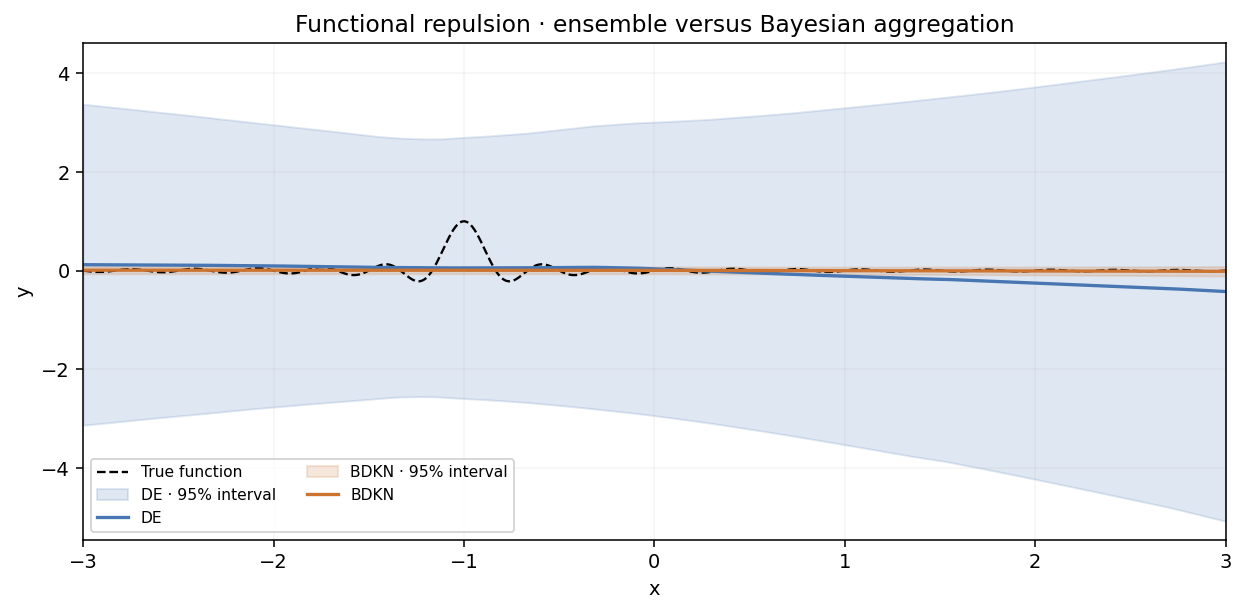 Functional repulsion · ensemble versus Bayesian aggregation
y
4
2
0
−2
−4
True function
DE · 95% interval
DE
BDKN · 95% interval
BDKN
−3 −2 −1 0 1 2 3
x